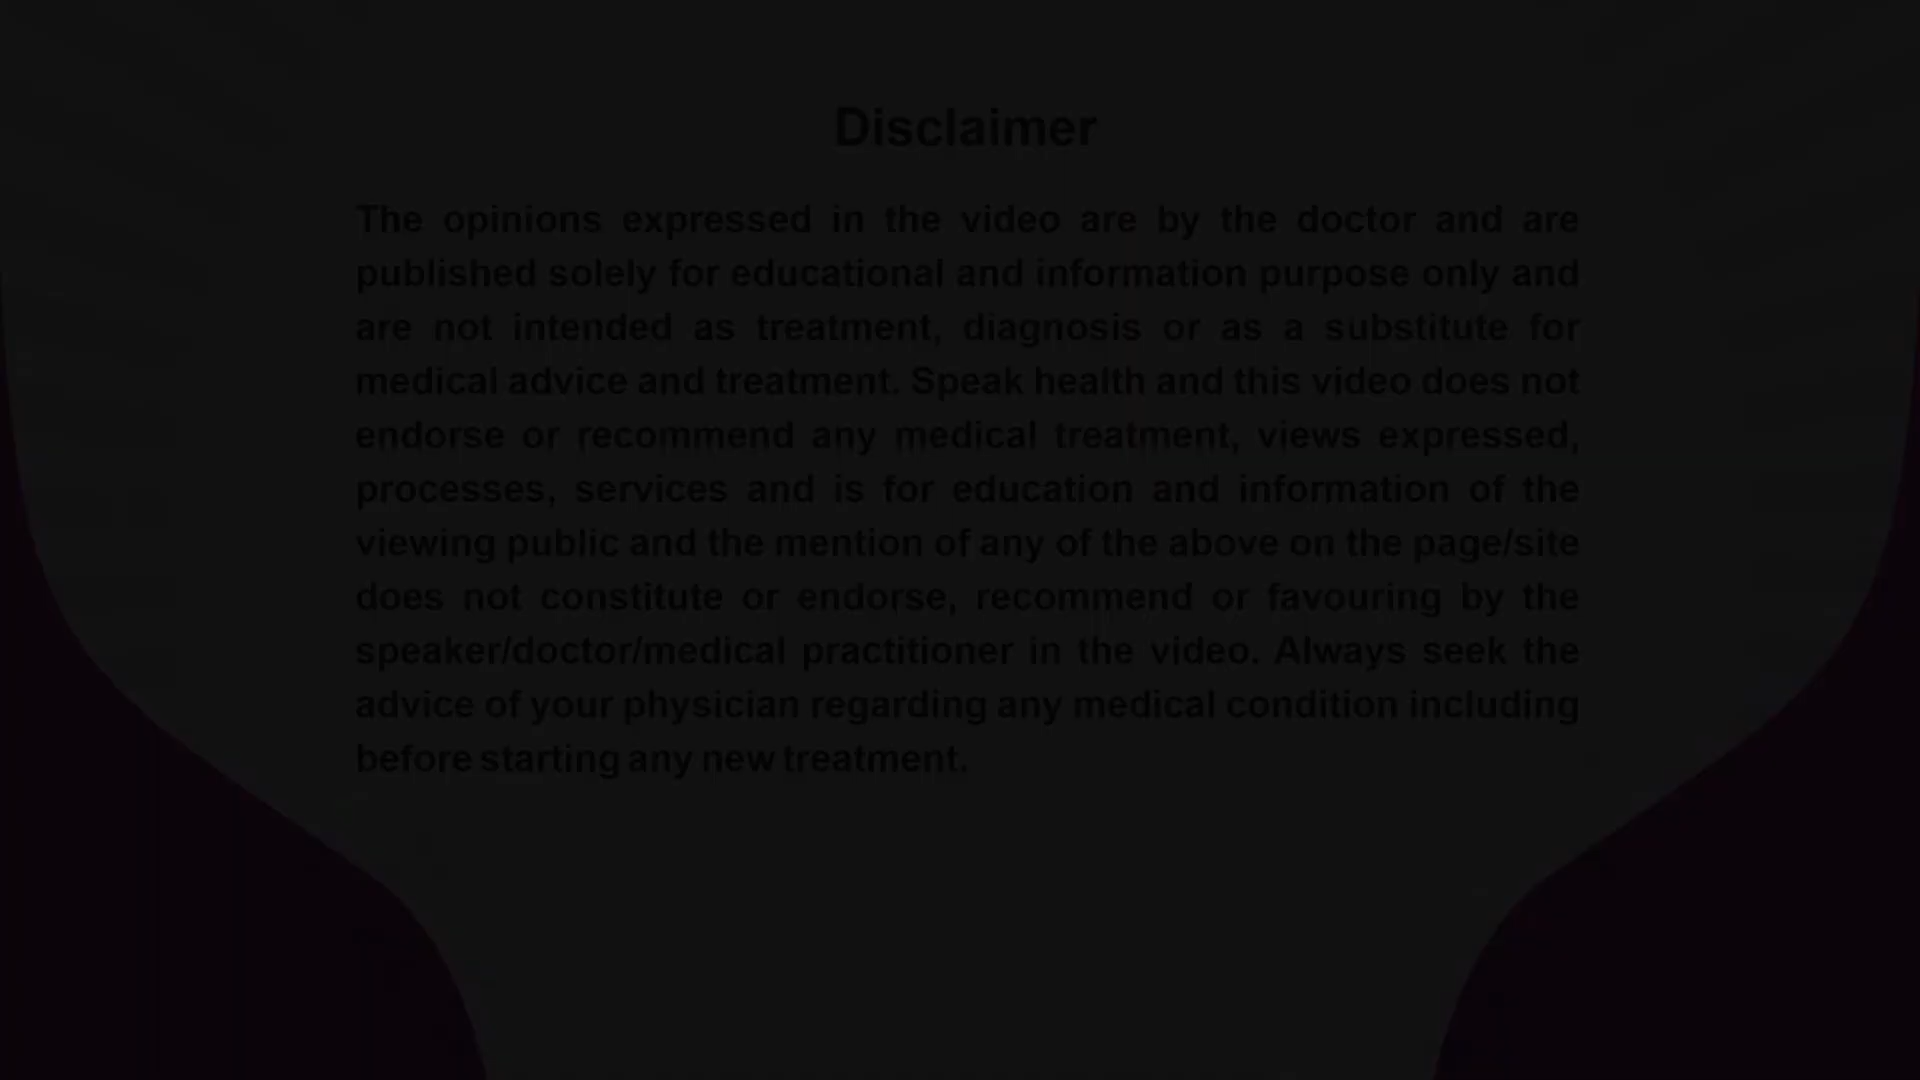 Disclaimer
The opinions expressed in the video are by the doctor and are
published solely for educational and information purpose only and
are not intended as treatment, diagnosis or as a substitute for
medical advice and treatment. Speak health and this video does not
endorse or recommend any medical treatment, views expressed,
processes, services and is for education and information of the
viewing public and the mention of any of the above on the page/site
does not constitute or endorse, recommend or favouring by the
speaker/doctor/medical practitioner in the video. Always seek the
advice of your physician regarding any medical condition including
before starting any new treatment.